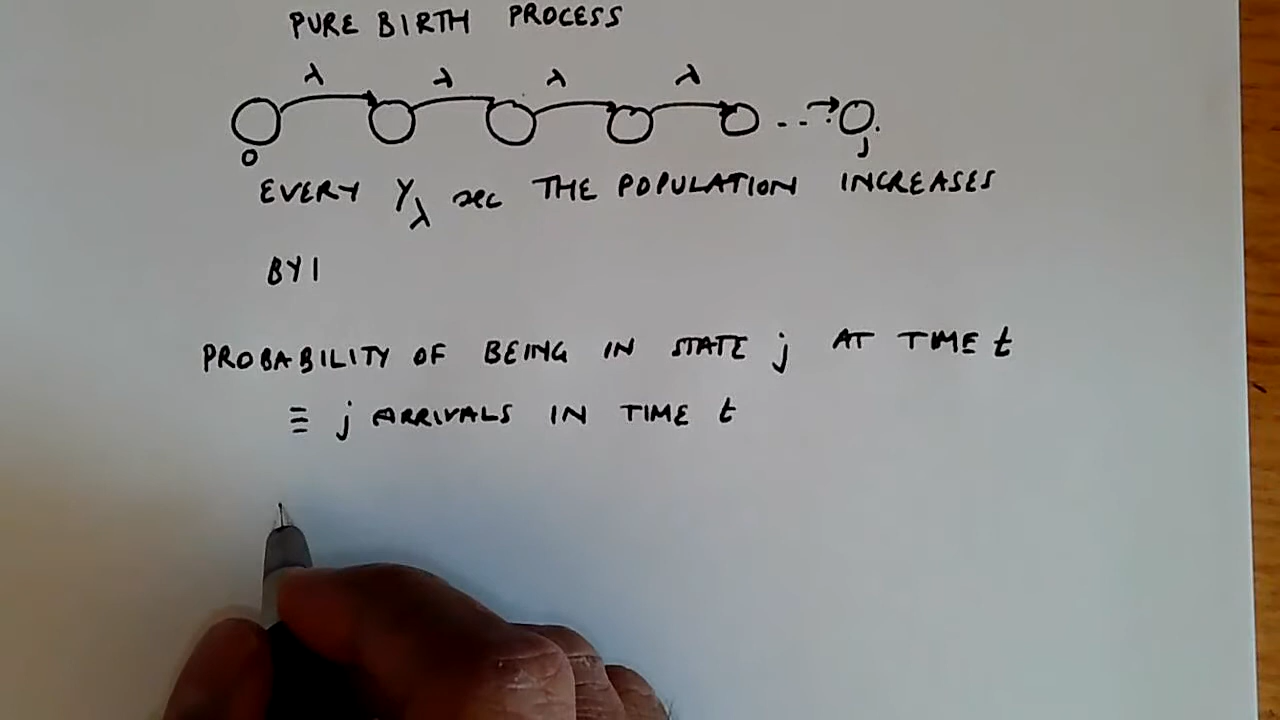 PURE BIRTH PROCESS
λ λ λ λ
0 j
EVERY 1/λ sec THE POPULATION INCREASES
BY 1
PROBABILITY OF BEING IN STATE j AT TIME t
≡ j ARRIVALS IN TIME t